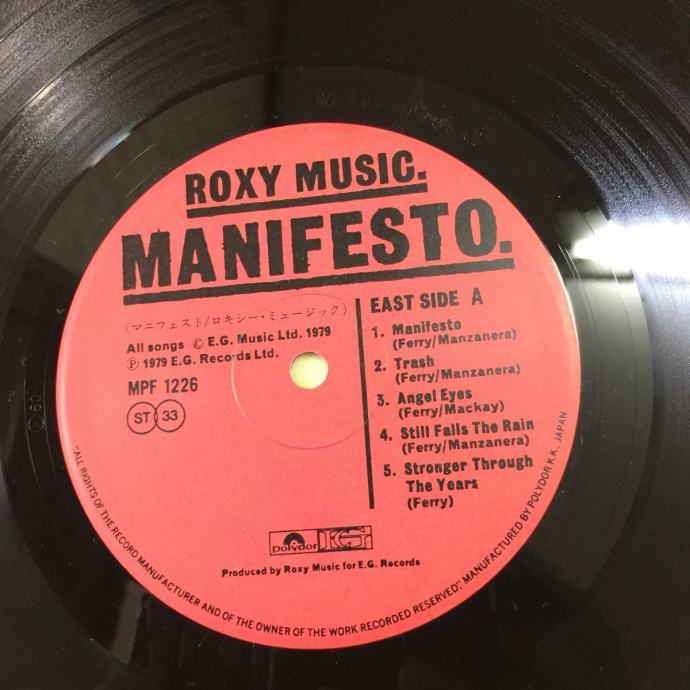 ROXY MUSIC.
MANIFESTO.
(マニフェスト/ロキシー・ミュージック)
All songs © E.G. Music Ltd. 1979
℗ 1979 E.G. Records Ltd.
MPF 1226
ST 33
EAST SIDE A
1. Manifesto
(Ferry/Manzanera)
2. Trash
(Ferry/Manzanera)
3. Angel Eyes
(Ferry/Mackay)
4. Still Falls The Rain
(Ferry/Manzanera)
5. Stronger Through
The Years
(Ferry)
Polydor EG
Produced by Roxy Music for E.G. Records
"ALL RIGHTS OF THE RECORD MANUFACTURER AND OF THE OWNER OF THE WORK RECORDED RESERVED", MANUFACTURED BY POLYDOR K.K. JAPAN